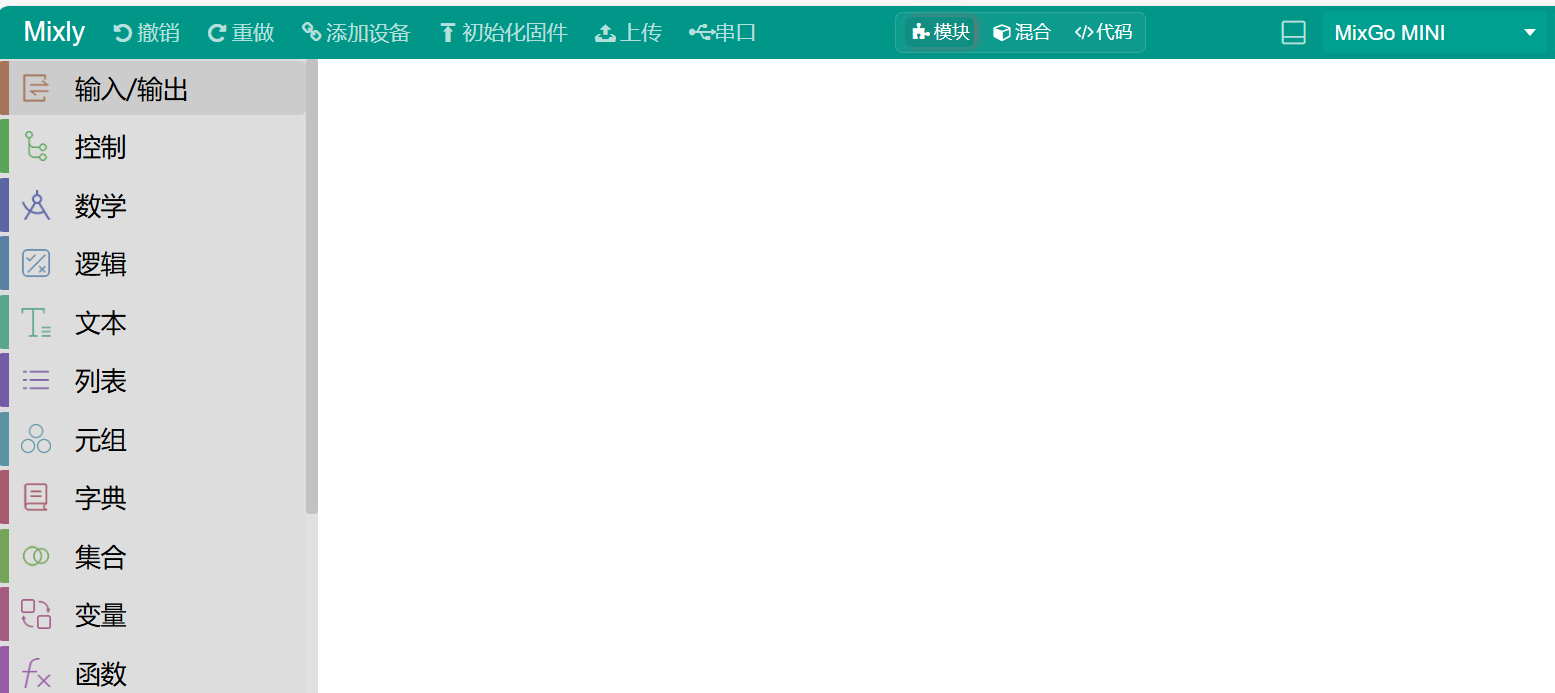 Mixly 撤销 重做 添加设备 初始化固件 上传 串口 模块 混合 代码 MixGo MINI
输入/输出
控制
数学
逻辑
文本
列表
元组
字典
集合
变量
函数